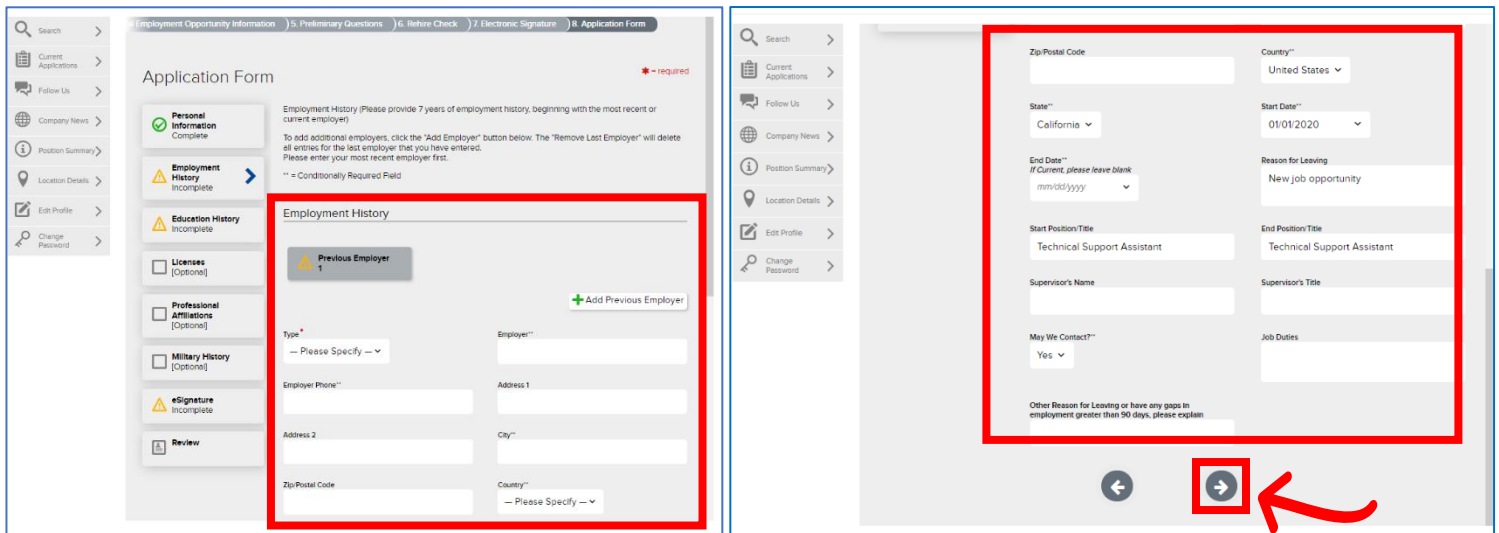 Employment Opportunity Information
5. Preliminary Questions
6. Rehire Check
7. Electronic Signature
8. Application Form
Search
Current
Applications
Follow Us
Company News
Position Summary
Location Details
Edit Profile
Change
Password
Application Form
* = required
Personal
Information
Complete
Employment
History
Incomplete
Education History
Incomplete
Licenses
[Optional]
Professional
Affiliations
[Optional]
Military History
[Optional]
eSignature
Incomplete
Review
Employment History (Please provide 7 years of employment history, beginning with the most recent or
current employer)
To add additional employers, click the "Add Employer" button below. The "Remove Last Employer" will delete
all entries for the last employer that you have entered.
Please enter your most recent employer first.
** = Conditionally Required Field
Employment History
Previous Employer
1
Add Previous Employer
Type*
Employer**
— Please Specify —
Employer Phone**
Address 1
Address 2
City**
Zip/Postal Code
Country**
— Please Specify —
Search
Current
Applications
Follow Us
Company News
Position Summary
Location Details
Edit Profile
Change
Password
Zip/Postal Code
Country**
United States
State**
Start Date**
California
01/01/2020
End Date**
If Current, please leave blank
mm/dd/yyyy
Reason for Leaving
New job opportunity
Start Position/Title
End Position/Title
Technical Support Assistant
Technical Support Assistant
Supervisor's Name
Supervisor's Title
May We Contact?**
Job Duties
Yes
Other Reason for Leaving or have any gaps in
employment greater than 90 days, please explain